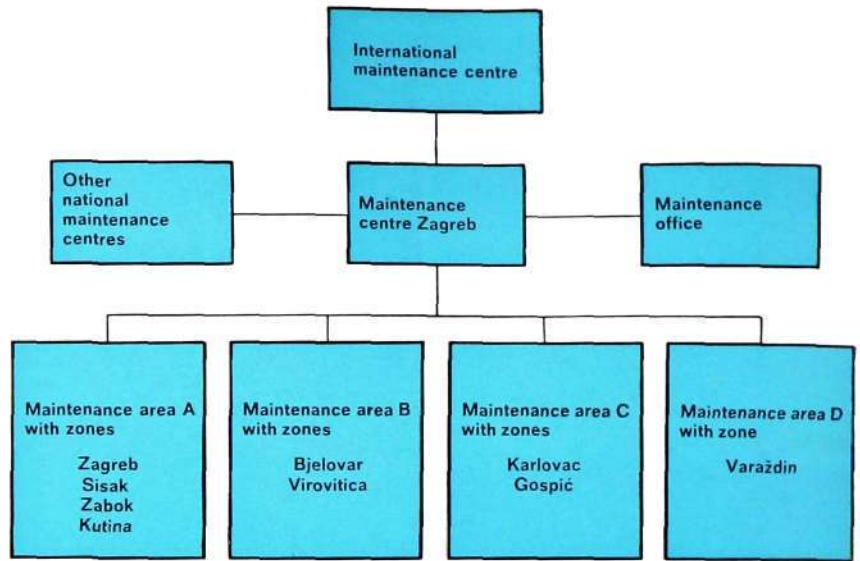 International
maintenance centre
Other
national
maintenance
centres
Maintenance
centre Zagreb
Maintenance
office
Maintenance area A
with zones
Zagreb
Sisak
Zabok
Kutina
Maintenance area B
with zones
Bjelovar
Virovitica
Maintenance area C
with zones
Karlovac
Gospić
Maintenance area D
with zone
Varaždin